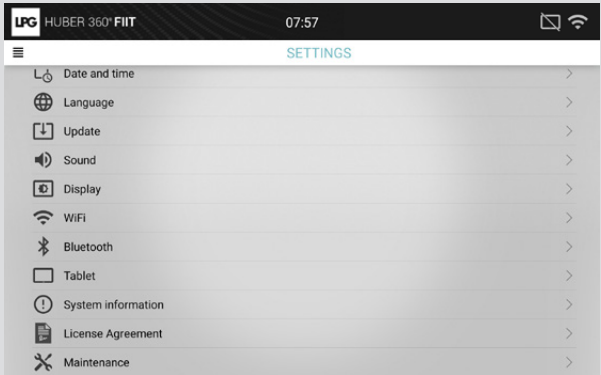 LPG HUBER 360° FIIT 07:57
SETTINGS
Date and time
Language
Update
Sound
Display
WiFi
Bluetooth
Tablet
System information
License Agreement
Maintenance